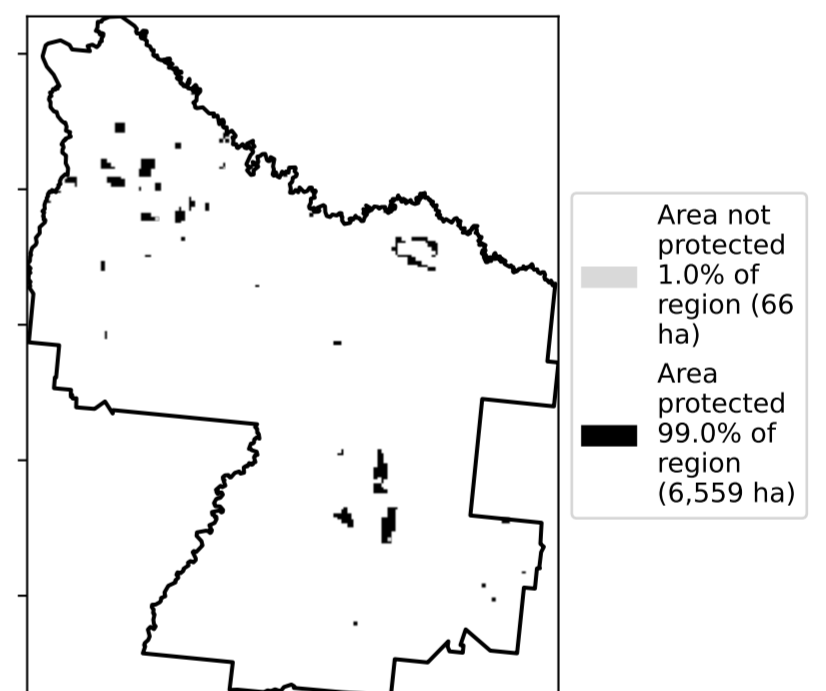 Area not
protected
1.0% of
region (66
ha)
Area
protected
99.0% of
region
(6,559 ha)